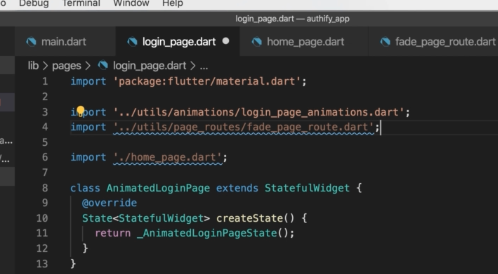 Debug Terminal Window Help
login_page.dart — authify_app
main.dart login_page.dart home_page.dart fade_page_route.dart
lib > pages > login_page.dart > ...
1 import 'package:flutter/material.dart';
2
3 import '../utils/animations/login_page_animations.dart';
4 import '../utils/page_routes/fade_page_route.dart';
5
6 import './home_page.dart';
7
8 class AnimatedLoginPage extends StatefulWidget {
9 @override
10 State<StatefulWidget> createState() {
11 return _AnimatedLoginPageState();
12 }
13 }